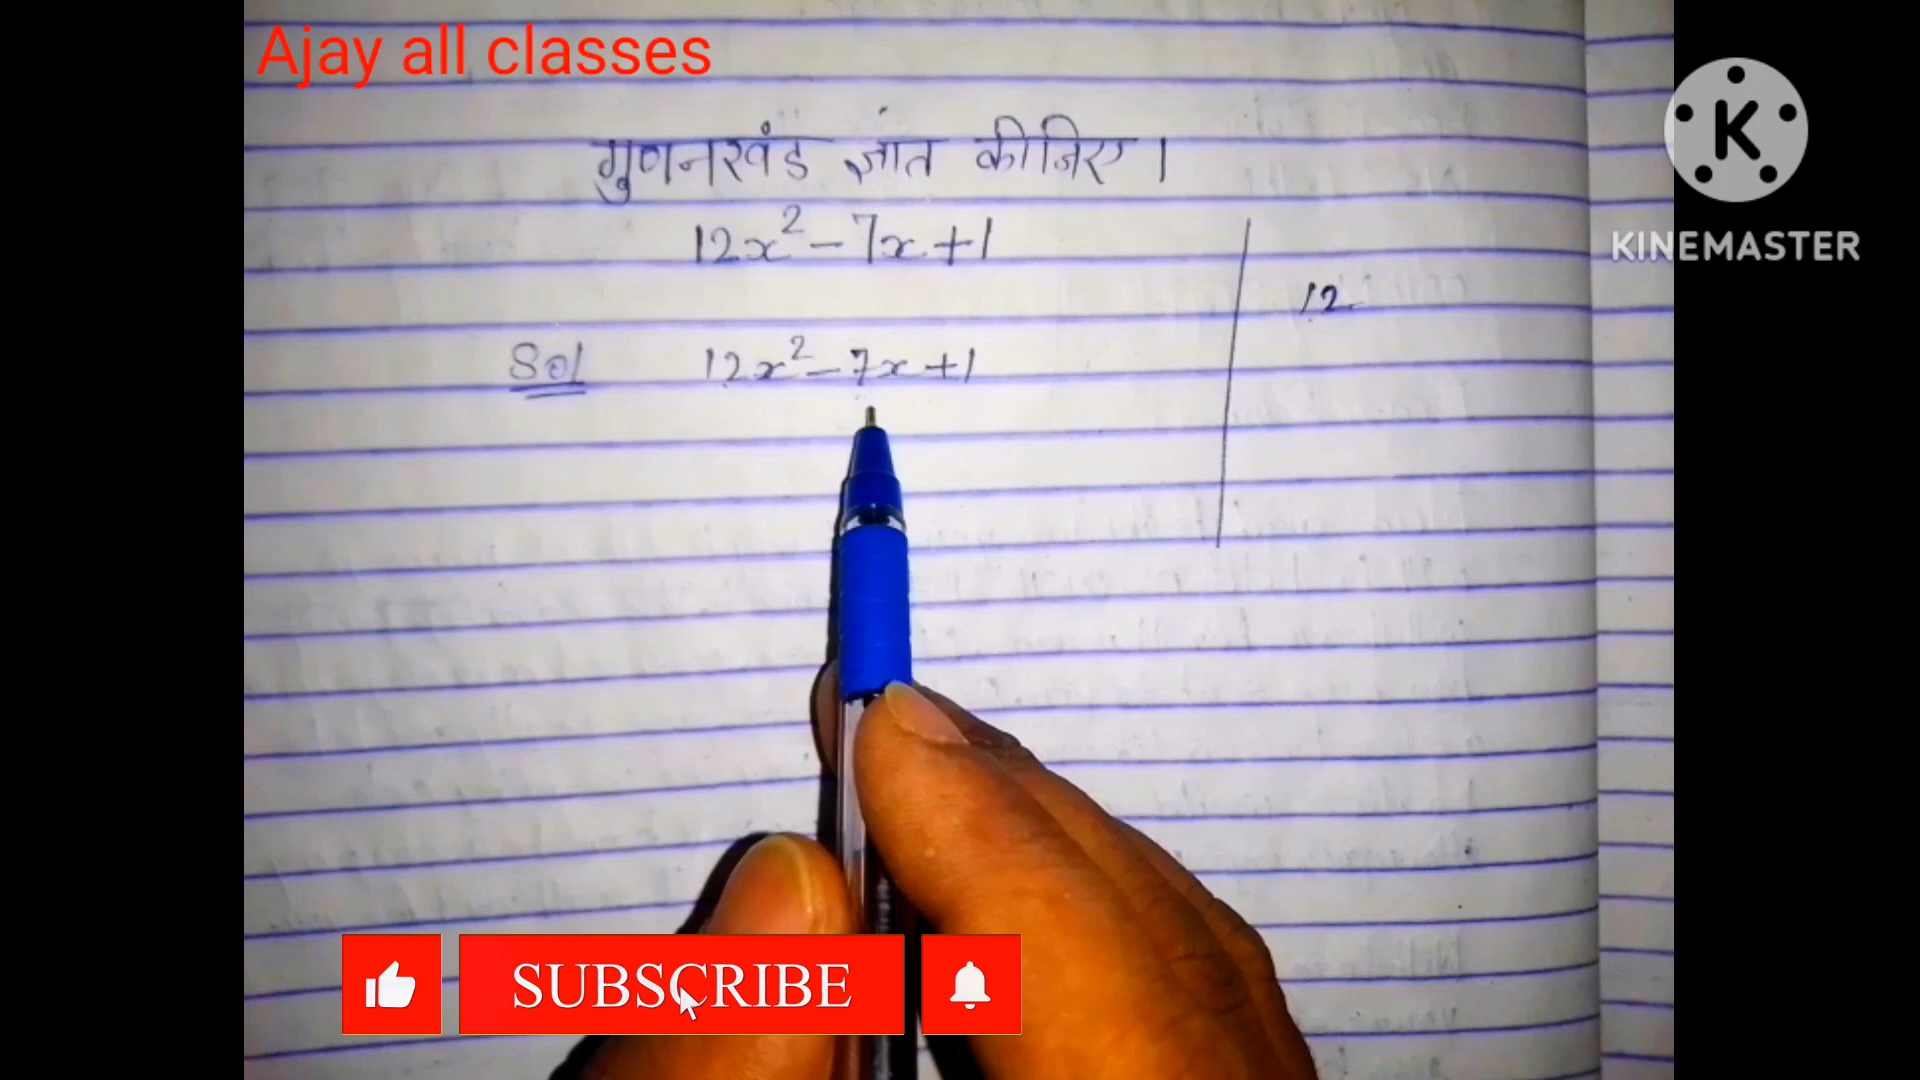 Ajay all classes
गुणनखंड ज्ञात कीजिए।
12x² - 7x + 1
12
Sol 12x² - 7x + 1
KINEMASTER
SUBSCRIBE